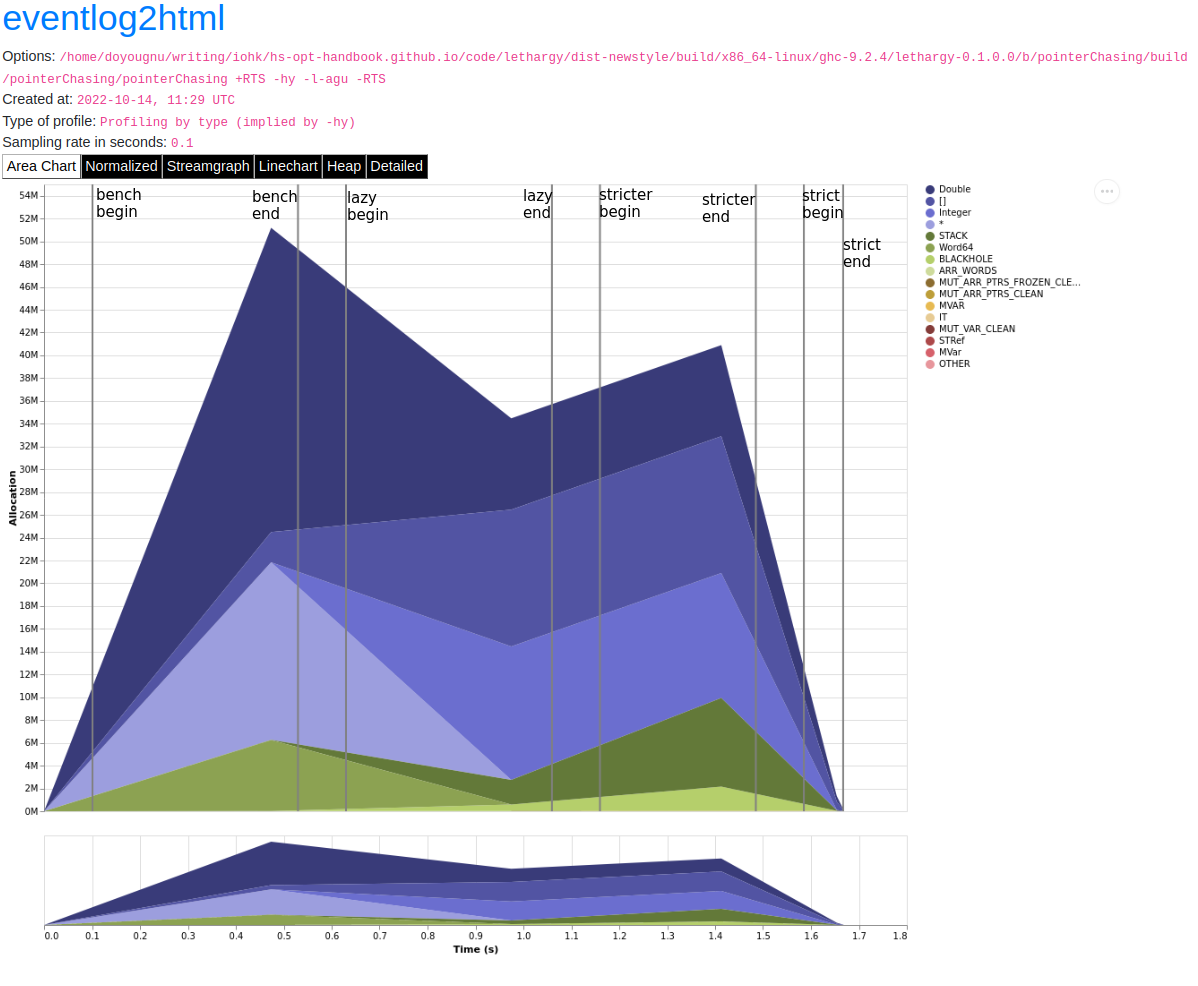 eventlog2html
Options: /home/doyougnu/writing/iohk/hs-opt-handbook.github.io/code/lethargy/dist-newstyle/build/x86_64-linux/ghc-9.2.4/lethargy-0.1.0.0/b/pointerChasing/build
/pointerChasing/pointerChasing +RTS -hy -l-agu -RTS
Created at: 2022-10-14, 11:29 UTC
Type of profile: Profiling by type (implied by -hy)
Sampling rate in seconds: 0.1
Area Chart Normalized Streamgraph Linechart Heap Detailed
bench
begin
bench
end
lazy
begin
lazy
end
stricter
begin
stricter
end
strict
begin
strict
end
54M
52M
50M
48M
46M
44M
42M
40M
38M
36M
34M
32M
30M
28M
26M
24M
22M
20M
18M
16M
14M
12M
10M
8M
6M
4M
2M
0M
Allocation
Double
[]
Integer
*
STACK
Word64
BLACKHOLE
ARR_WORDS
MUT_ARR_PTRS_FROZEN_CLE...
MUT_ARR_PTRS_CLEAN
MVAR
IT
MUT_VAR_CLEAN
STRef
MVar
OTHER
0.0 0.1 0.2 0.3 0.4 0.5 0.6 0.7 0.8 0.9 1.0 1.1 1.2 1.3 1.4 1.5 1.6 1.7 1.8
Time (s)